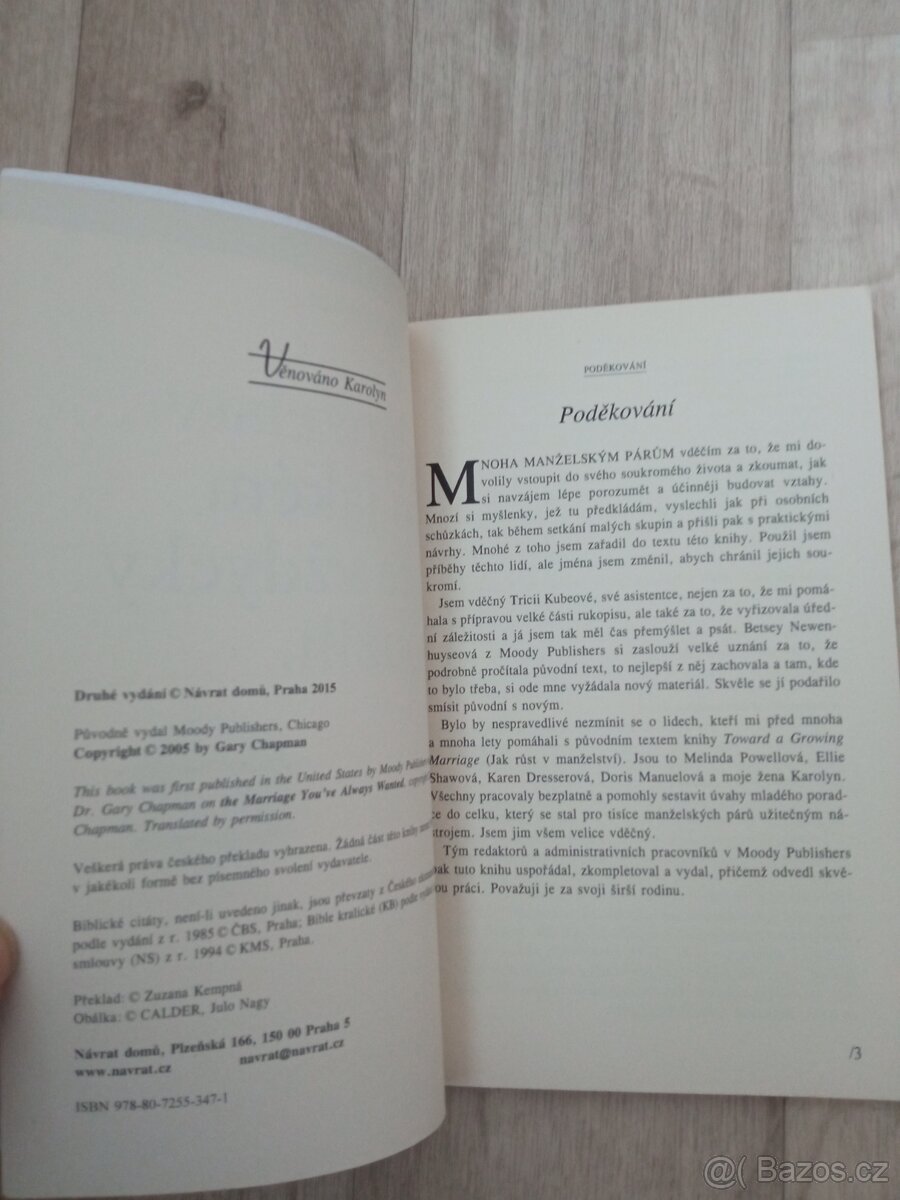 Věnováno Karolyn
Druhé vydání © Návrat domů, Praha 2015
Původně vydal Moody Publishers, Chicago
Copyright © 2005 by Gary Chapman
This book was first published in the United States by Moody
Dr. Gary Chapman on the Marriage You've Always Wanted,
Chapman. Translated by permission.
Veškerá práva českého překladu vyhrazena. Žádná část této knihy
v jakékoli formě bez písemného svolení vydavatele.
Biblické citáty, není-li uvedeno jinak, jsou převzaty z Českého
podle vydání z r. 1985 © ČBS, Praha; Bible kralické (KB) podle
smlouvy (NS) z r. 1994 © KMS, Praha.
Překlad: © Zuzana Kempná
Obálka: © CALDER, Julo Nagy
Návrat domů, Plzeňská 166, 150 00 Praha 5
www.navrat.cz navrat@navrat.cz
ISBN 978-80-7255-347-1
PODĚKOVÁNÍ
Poděkování
MNOHA MANŽELSKÝM PÁRŮM vděčím za to, že mi do-
volily vstoupit do svého soukromého života a zkoumat, jak
si navzájem lépe porozumět a účinněji budovat vztahy.
Mnozí si myšlenky, jež tu předkládám, vyslechli jak při osobních
schůzkách, tak během setkání malých skupin a přišli pak s praktickými
návrhy. Mnohé z toho jsem zařadil do textu této knihy. Použil jsem
příběhy těchto lidí, ale jména jsem změnil, abych chránil jejich sou-
kromí.
Jsem vděčný Tricii Kubeové, své asistentce, nejen za to, že mi pomá-
hala s přípravou velké části rukopisu, ale také za to, že vyřizovala úřed-
ní záležitosti a já jsem tak měl čas přemýšlet a psát. Betsey Newen-
huyseová z Moody Publishers si zaslouží velké uznání za to, že
podrobně pročítala původní text, to nejlepší z něj zachovala a tam, kde
to bylo třeba, si ode mne vyžádala nový materiál. Skvěle se jí podařilo
smísit původní s novým.
Bylo by nespravedlivé nezmínit se o lidech, kteří mi před mnoha
a mnoha lety pomáhali s původním textem knihy Toward a Growing
Marriage (Jak růst v manželství). Jsou to Melinda Powellová, Ellie
Shawová, Karen Dresserová, Doris Manuelová a moje žena Karolyn.
Všechny pracovaly bezplatně a pomohly sestavit úvahy mladého porad-
ce do celku, který se stal pro tisíce manželských párů užitečným ná-
strojem. Jsem jim všem velice vděčný.
Tým redaktorů a administrativních pracovníků v Moody Publishers
pak tuto knihu uspořádal, zkompletoval a vydal, přičemž odvedl skvě-
lou práci. Považuji je za svoji širší rodinu.
/3
@( Bazos.cz